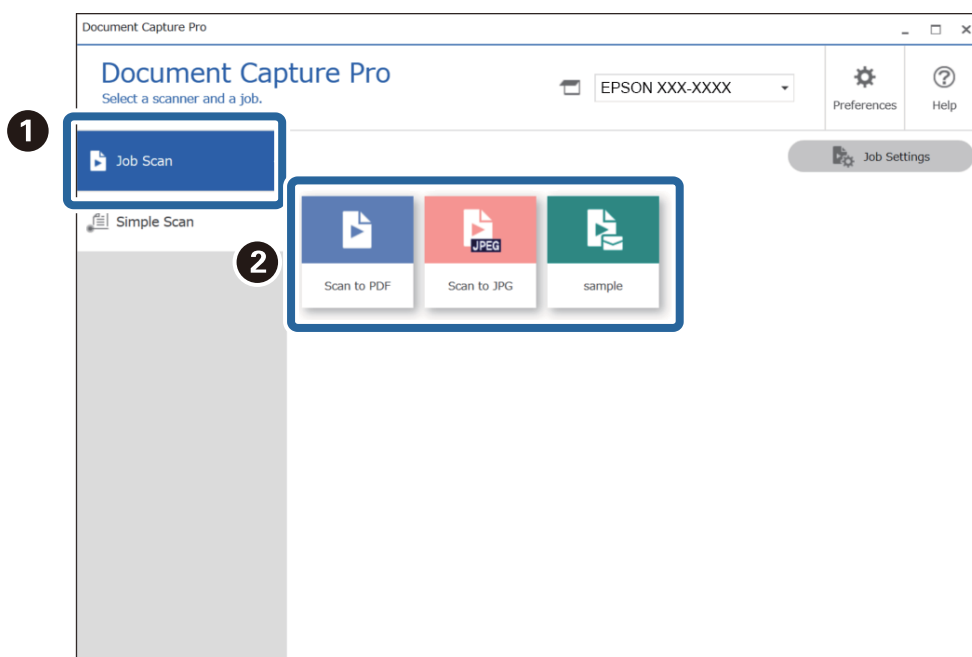 Document Capture Pro
Document Capture Pro
Select a scanner and a job.
EPSON XXX-XXXX
Preferences
Help
1
Job Scan
Job Settings
Simple Scan
2
JPEG
Scan to PDF
Scan to JPG
sample